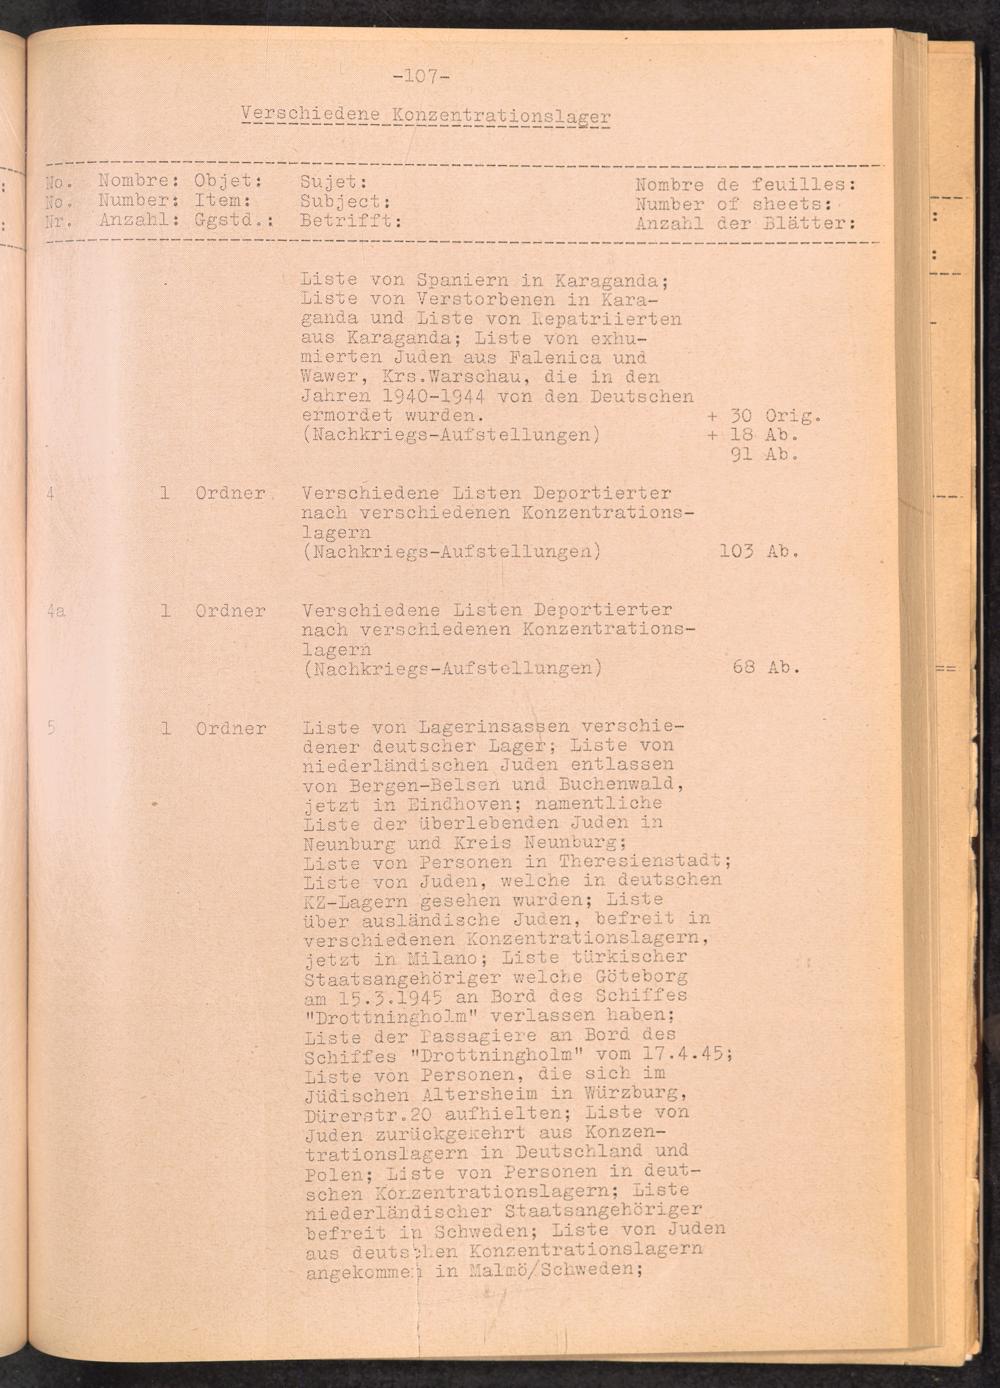 -107-
Verschiedene Konzentrationslager
No. Nombre: Objet: Sujet: Nombre de feuilles:
No. Number: Item: Subject: Number of sheets:
Nr. Anzahl: Ggstd.: Betrifft: Anzahl der Blätter:
Liste von Spaniern in Karaganda;
Liste von Verstorbenen in Kara-
ganda und Liste von Repatriierten
aus Karaganda; Liste von exhu-
mierten Juden aus Falenica und
Wawer, Krs.Warschau, die in den
Jahren 1940-1944 von den Deutschen
ermordet wurden. + 30 Orig.
(Nachkriegs-Aufstellungen) + 18 Ab.
91 Ab.
4 1 Ordner Verschiedene Listen Deportierter
nach verschiedenen Konzentrations-
lagern
(Nachkriegs-Aufstellungen) 103 Ab.
4a 1 Ordner Verschiedene Listen Deportierter
nach verschiedenen Konzentrations-
lagern
(Nachkriegs-Aufstellungen) 68 Ab.
5 1 Ordner Liste von Lagerinsassen verschie-
dener deutscher Lager; Liste von
niederländischen Juden entlassen
von Bergen-Belsen und Buchenwald,
jetzt in Eindhoven; namentliche
Liste der überlebenden Juden in
Neunburg und Kreis Neunburg;
Liste von Personen in Theresienstadt;
Liste von Juden, welche in deutschen
KZ-Lagern gesehen wurden; Liste
über ausländische Juden, befreit in
verschiedenen Konzentrationslagern,
jetzt in Milano; Liste türkischer
Staatsangehöriger welche Göteborg
am 15.3.1945 an Bord des Schiffes
"Drottningholm" verlassen haben;
Liste der Passagiere an Bord des
Schiffes "Drottningholm" vom 17.4.45;
Liste von Personen, die sich im
Jüdischen Altersheim in Würzburg,
Dürerstr.20 aufhielten; Liste von
Juden zurückgekehrt aus Konzen-
trationslagern in Deutschland und
Polen; Liste von Personen in deut-
schen Konzentrationslagern; Liste
niederländischer Staatsangehöriger
befreit in Schweden; Liste von Juden
aus deutschen Konzentrationslagern
angekommen in Malmö/Schweden;